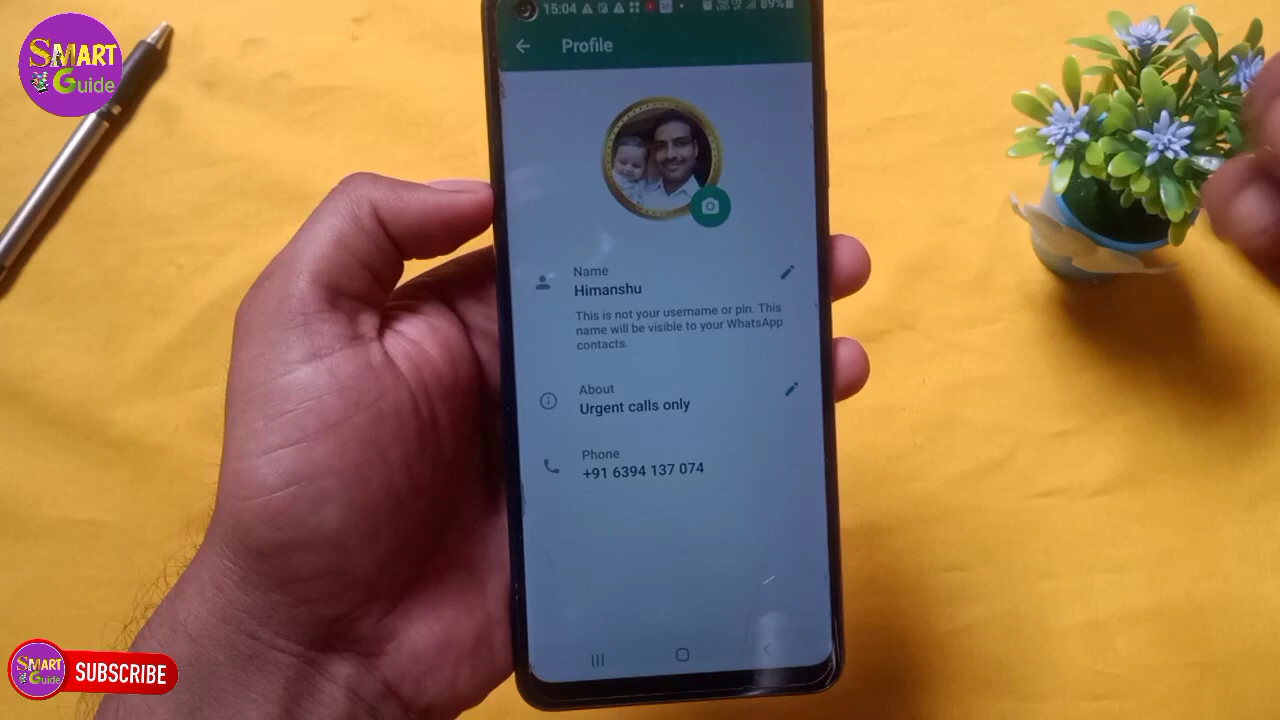 SMART
Guide
15:04
89%
Profile
Name
Himanshu
This is not your username or pin. This
name will be visible to your WhatsApp
contacts.
About
Urgent calls only
Phone
+91 6394 137 074
SMART
Guide
SUBSCRIBE